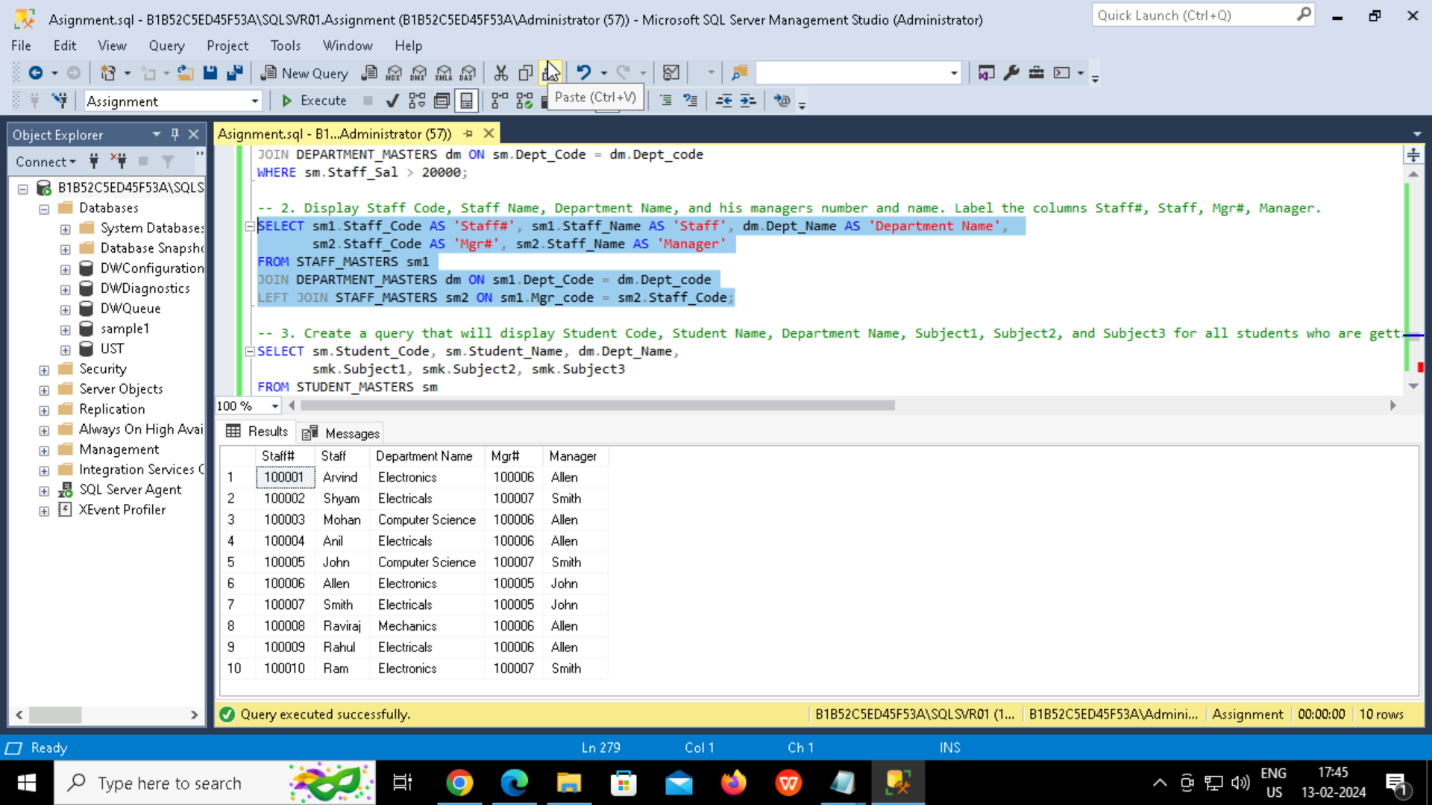 Asignment.sql - B1B52C5ED45F53A\SQLSVR01.Assignment (B1B52C5ED45F53A\Administrator (57)) - Microsoft SQL Server Management Studio (Administrator)
Quick Launch (Ctrl+Q)
File Edit View Query Project Tools Window Help
New Query
MDX DMX XMLA DAX
Assignment
Execute
Paste (Ctrl+V)
Object Explorer
Asignment.sql - B1...Administrator (57))
Connect
B1B52C5ED45F53A\SQLS
Databases
System Databases
Database Snapsho
DWConfiguration
DWDiagnostics
DWQueue
sample1
UST
Security
Server Objects
Replication
Always On High Avai
Management
Integration Services C
SQL Server Agent
XEvent Profiler
JOIN DEPARTMENT_MASTERS dm ON sm.Dept_Code = dm.Dept_code
WHERE sm.Staff_Sal > 20000;
-- 2. Display Staff Code, Staff Name, Department Name, and his managers number and name. Label the columns Staff#, Staff, Mgr#, Manager.
SELECT sm1.Staff_Code AS 'Staff#', sm1.Staff_Name AS 'Staff', dm.Dept_Name AS 'Department Name',
sm2.Staff_Code AS 'Mgr#', sm2.Staff_Name AS 'Manager'
FROM STAFF_MASTERS sm1
JOIN DEPARTMENT_MASTERS dm ON sm1.Dept_Code = dm.Dept_code
LEFT JOIN STAFF_MASTERS sm2 ON sm1.Mgr_code = sm2.Staff_Code;
-- 3. Create a query that will display Student Code, Student Name, Department Name, Subject1, Subject2, and Subject3 for all students who are gett
SELECT sm.Student_Code, sm.Student_Name, dm.Dept_Name,
smk.Subject1, smk.Subject2, smk.Subject3
FROM STUDENT_MASTERS sm
100 %
Results Messages
Staff# Staff Department Name Mgr# Manager
1 100001 Arvind Electronics 100006 Allen
2 100002 Shyam Electricals 100007 Smith
3 100003 Mohan Computer Science 100006 Allen
4 100004 Anil Electricals 100006 Allen
5 100005 John Computer Science 100007 Smith
6 100006 Allen Electronics 100005 John
7 100007 Smith Electricals 100005 John
8 100008 Raviraj Mechanics 100006 Allen
9 100009 Rahul Electricals 100006 Allen
10 100010 Ram Electronics 100007 Smith
Query executed successfully.
B1B52C5ED45F53A\SQLSVR01 (1... B1B52C5ED45F53A\Admini... Assignment 00:00:00 10 rows
Ready
Ln 279 Col 1 Ch 1 INS
Type here to search
ENG
US
17:45
13-02-2024
1